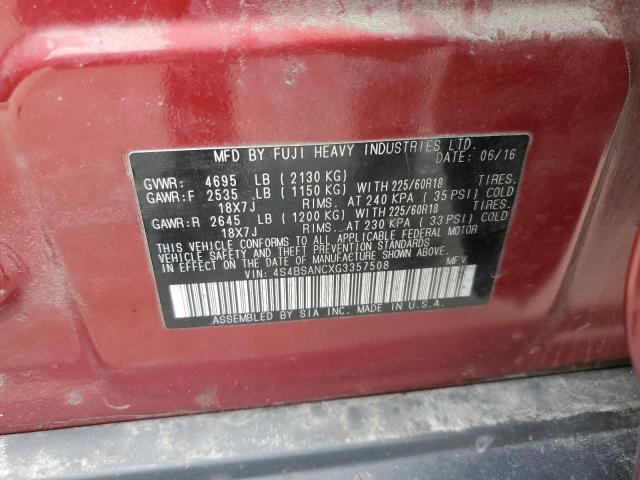 MFD BY FUJI HEAVY INDUSTRIES LTD.
DATE: 06/16
GVWR: 4695 LB (2130 KG)
GAWR:F 2535 LB (1150 KG) WITH 225/60R18 TIRES.
18X7J RIMS. AT 240 KPA (35 PSI) COLD
GAWR:R 2645 LB (1200 KG) WITH 225/60R18 TIRES.
18X7J RIMS. AT 230 KPA (33 PSI) COLD
THIS VEHICLE CONFORMS TO ALL APPLICABLE FEDERAL MOTOR
VEHICLE SAFETY AND THEFT PREVENTION STANDARDS
IN EFFECT ON THE DATE OF MANUFACTURE SHOWN ABOVE.
VIN: 4S4BSANCXG3357508 MPV
ASSEMBLED BY SIA INC. MADE IN U.S.A.